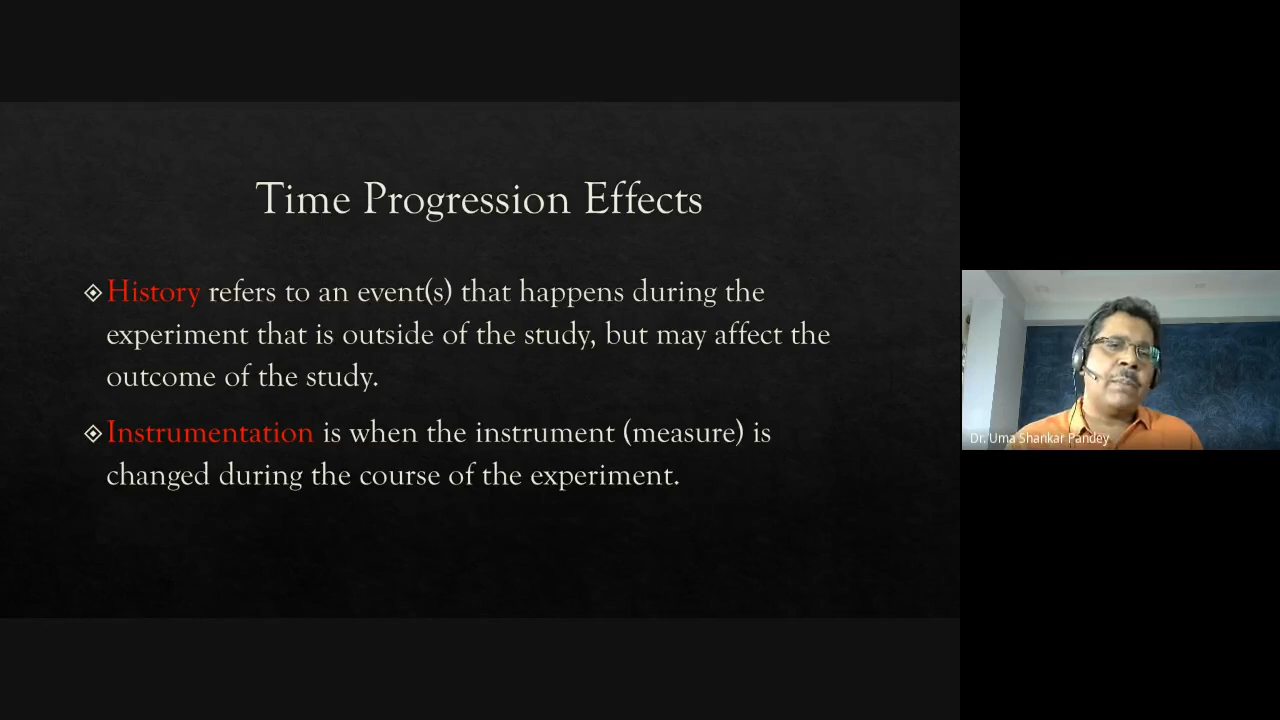 Time Progression Effects
History refers to an event(s) that happens during the
experiment that is outside of the study, but may affect the
outcome of the study.
Instrumentation is when the instrument (measure) is
changed during the course of the experiment.
Dr. Uma Shankar Pandey